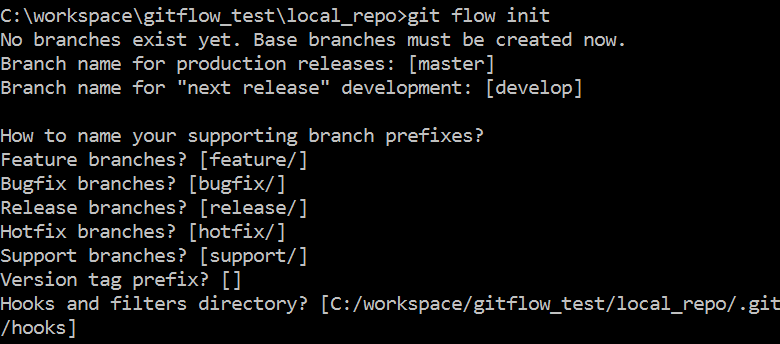 C:\workspace\gitflow_test\local_repo>git flow init
No branches exist yet. Base branches must be created now.
Branch name for production releases: [master]
Branch name for "next release" development: [develop]

How to name your supporting branch prefixes?
Feature branches? [feature/]
Bugfix branches? [bugfix/]
Release branches? [release/]
Hotfix branches? [hotfix/]
Support branches? [support/]
Version tag prefix? []
Hooks and filters directory? [C:/workspace/gitflow_test/local_repo/.git
/hooks]